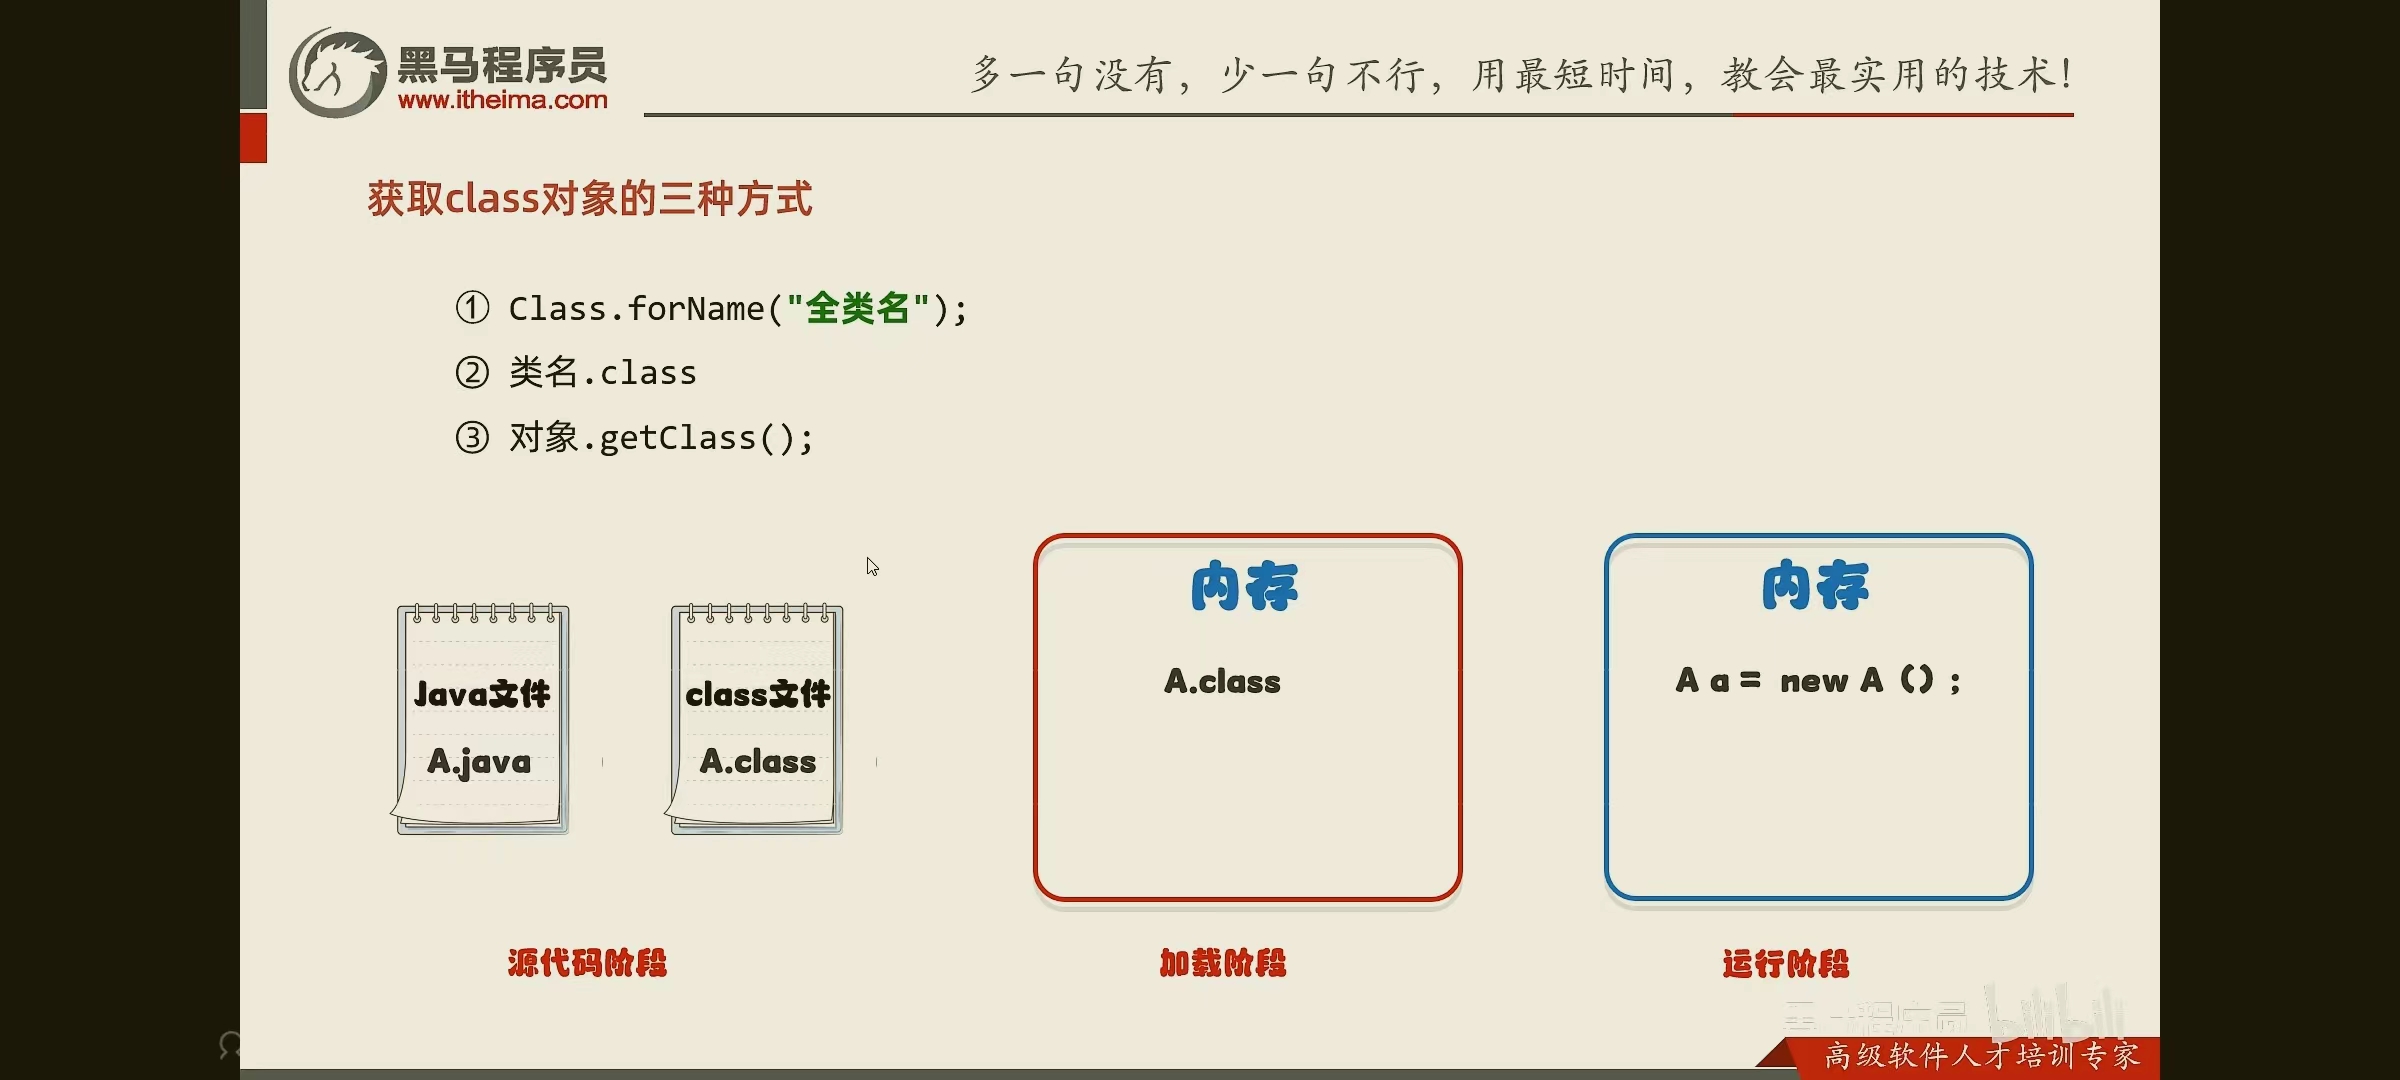 黑马程序员
www.itheima.com
多一句没有，少一句不行，用最短时间，教会最实用的技术！
获取class对象的三种方式
① Class.forName("全类名");
② 类名.class
③ 对象.getClass();
Java文件
A.java
class文件
A.class
内存
A.class
内存
A a = new A（）；
源代码阶段
加载阶段
运行阶段
bilibili
高级软件人才培训专家